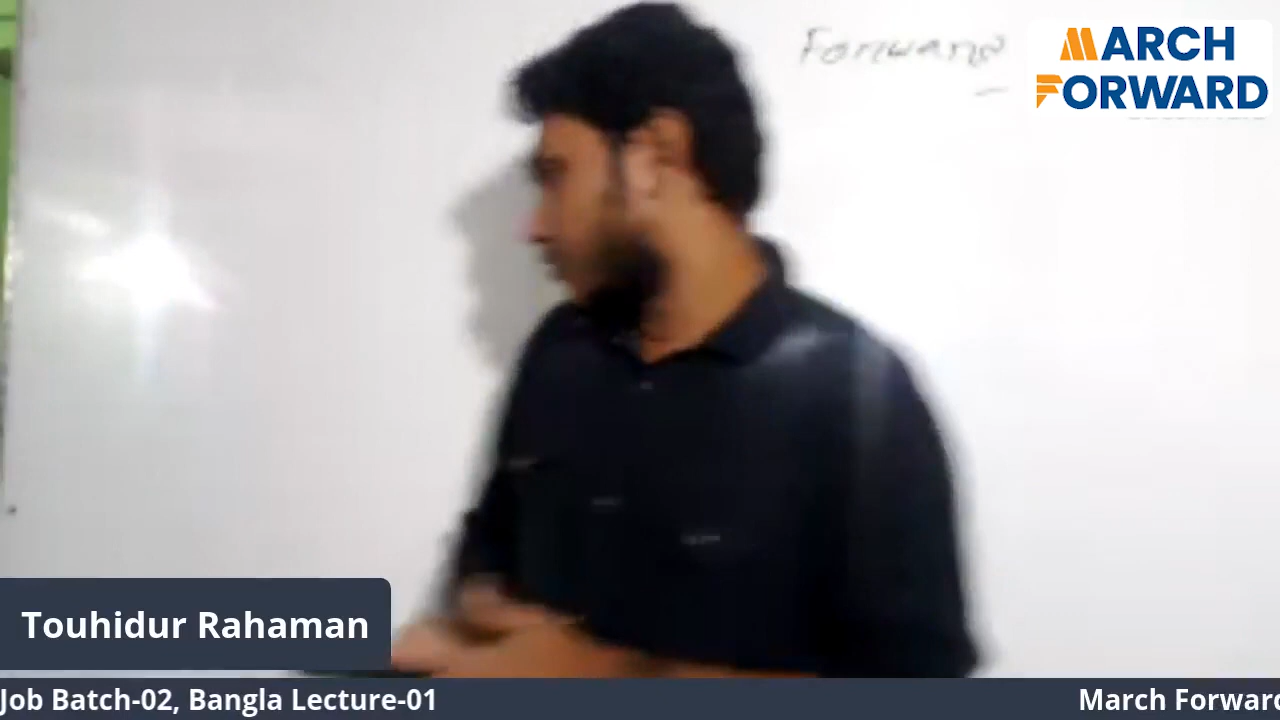 Forward
MARCH
FORWARD
Touhidur Rahaman
Job Batch-02, Bangla Lecture-01
March Forward